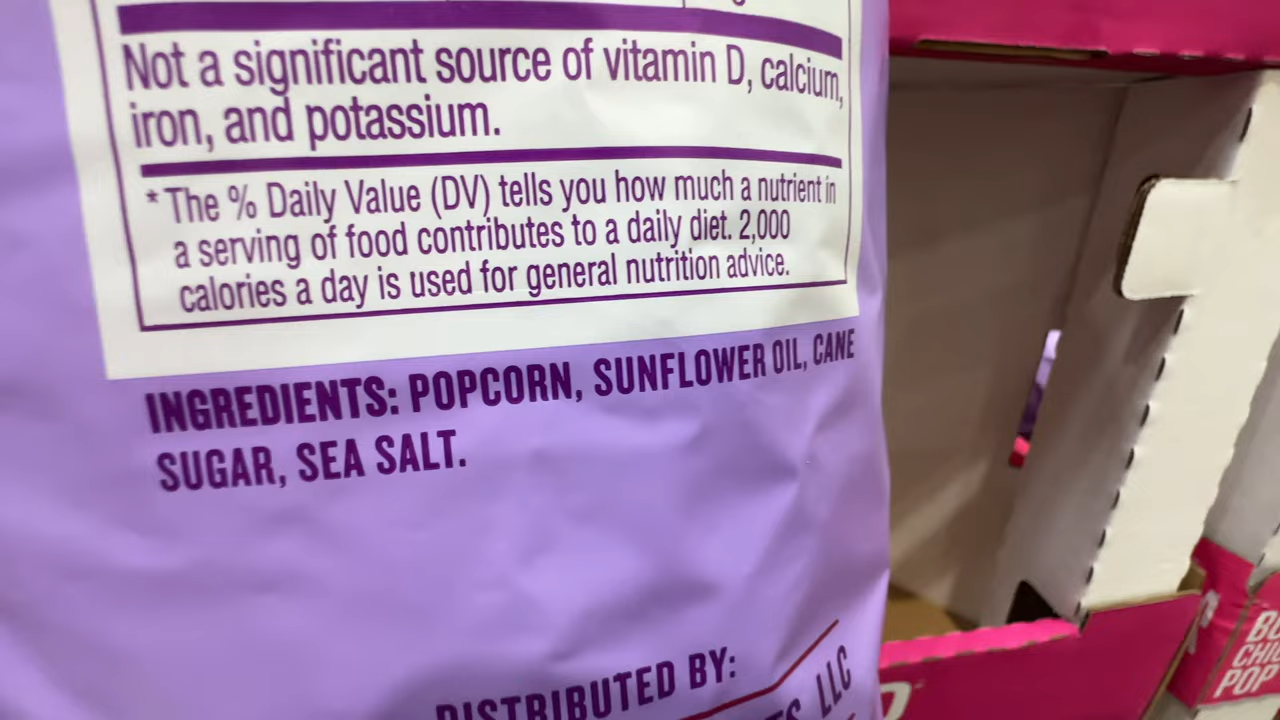 Not a significant source of vitamin D, calcium,
iron, and potassium.
* The % Daily Value (DV) tells you how much a nutrient in
a serving of food contributes to a daily diet. 2,000
calories a day is used for general nutrition advice.
INGREDIENTS: POPCORN, SUNFLOWER OIL, CANE
SUGAR, SEA SALT.
DISTRIBUTED BY:
LLC
POP